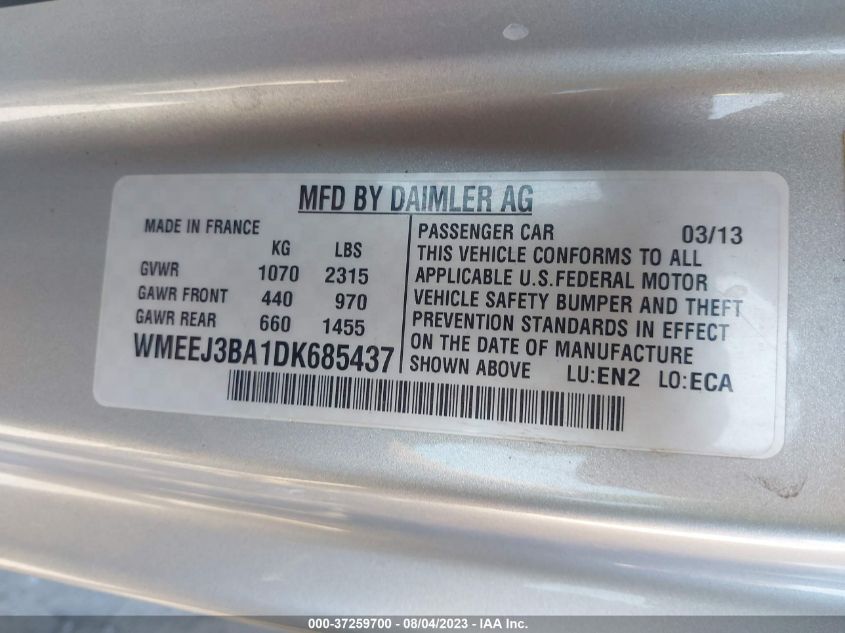 MFD BY DAIMLER AG
MADE IN FRANCE
KG LBS
GVWR 1070 2315
GAWR FRONT 440 970
GAWR REAR 660 1455
WMEEJ3BA1DK685437
PASSENGER CAR 03/13
THIS VEHICLE CONFORMS TO ALL
APPLICABLE U.S.FEDERAL MOTOR
VEHICLE SAFETY BUMPER AND THEFT
PREVENTION STANDARDS IN EFFECT
ON THE DATE OF MANUFACTURE
SHOWN ABOVE LU:EN2 LO:ECA
000-37259700 - 08/04/2023 - IAA Inc.